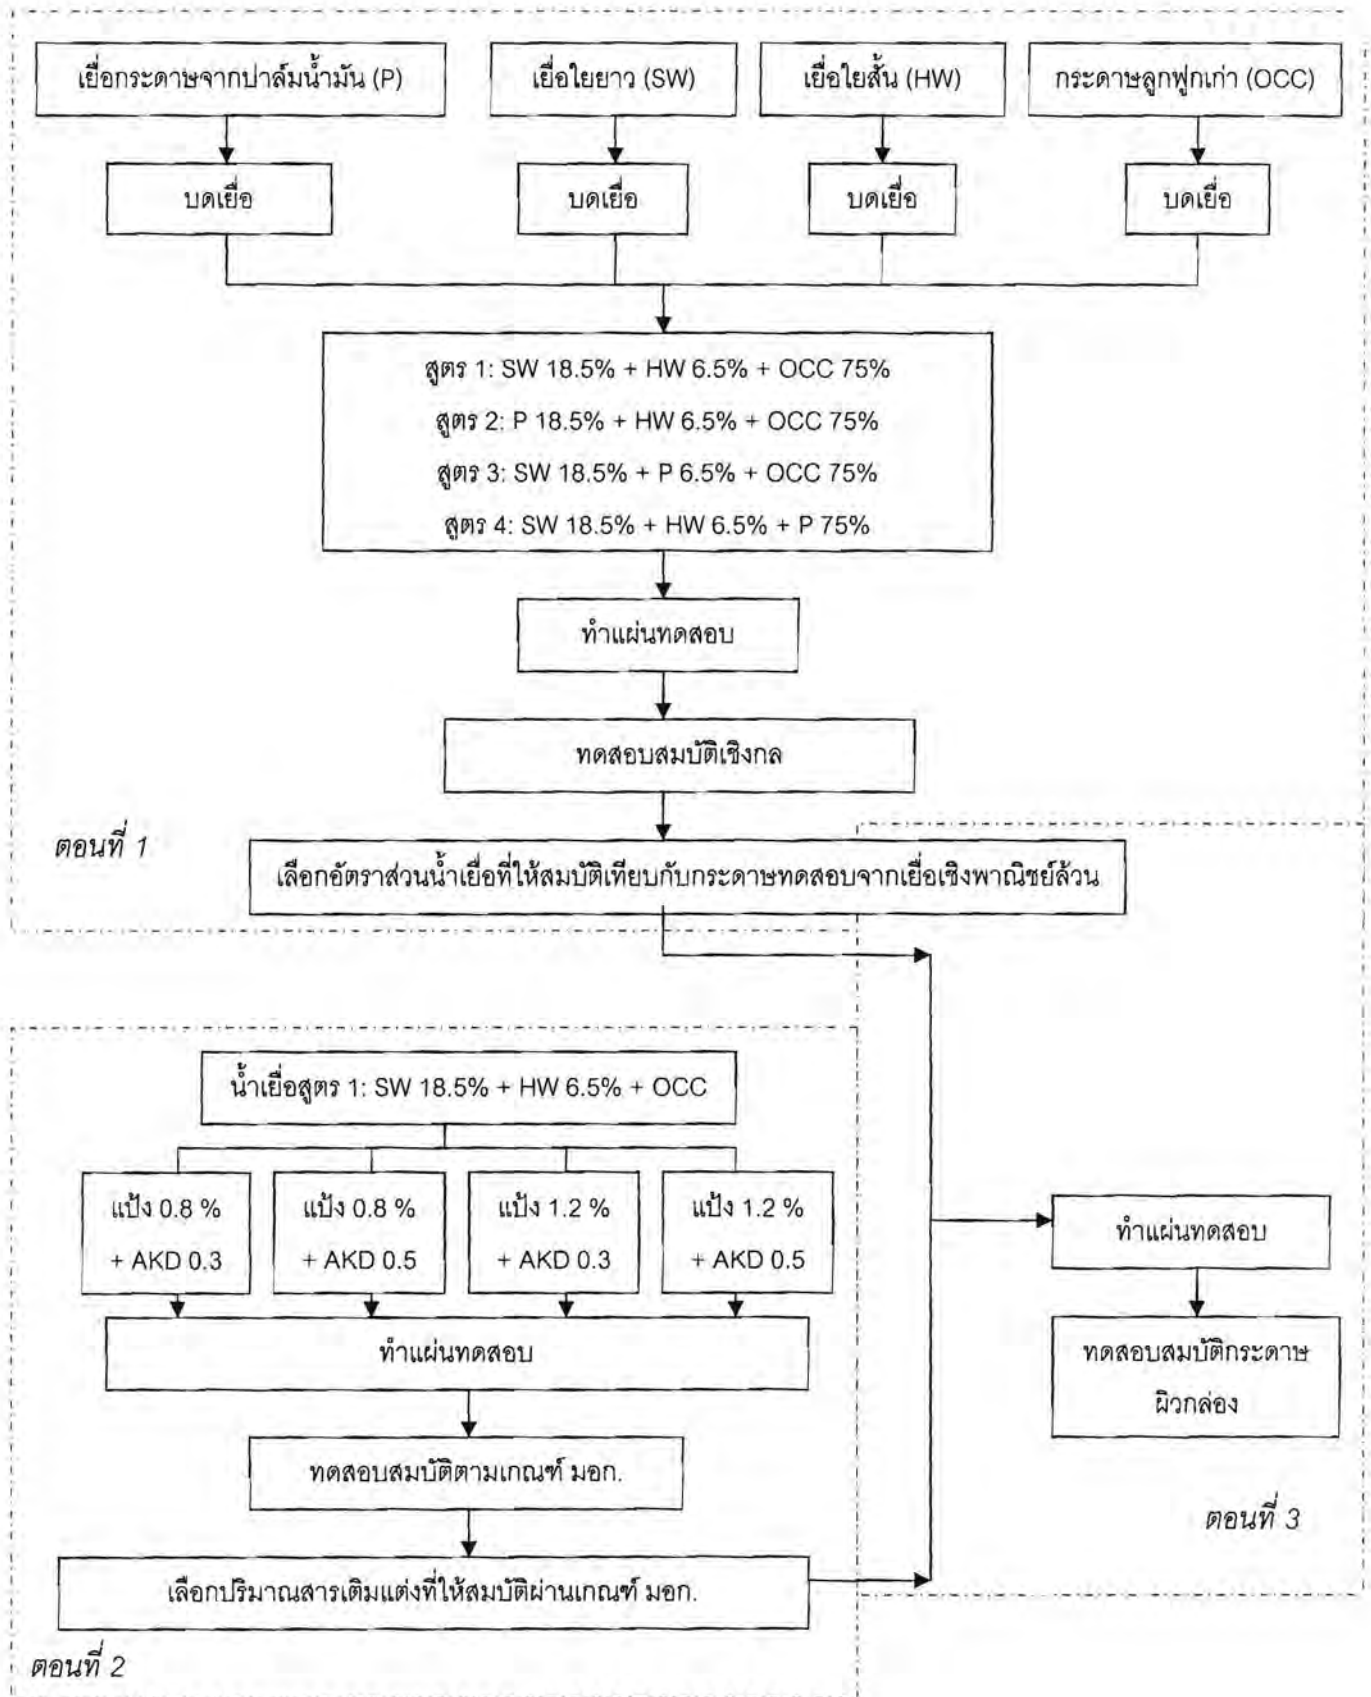 เยื่อกระดาษจากปาล์มน้ำมัน (P)
เยื่อใยยาว (SW)
เยื่อใยสั้น (HW)
กระดาษลูกฟูกเก่า (OCC)
บดเยื่อ
บดเยื่อ
บดเยื่อ
บดเยื่อ
สูตร 1: SW 18.5% + HW 6.5% + OCC 75%
สูตร 2: P 18.5% + HW 6.5% + OCC 75%
สูตร 3: SW 18.5% + P 6.5% + OCC 75%
สูตร 4: SW 18.5% + HW 6.5% + P 75%
ทำแผ่นทดสอบ
ทดสอบสมบัติเชิงกล
ตอนที่ 1
เลือกอัตราส่วนน้ำเยื่อที่ให้สมบัติเทียบกับกระดาษทดสอบจากเยื่อเชิงพาณิชย์ล้วน
น้ำเยื่อสูตร 1: SW 18.5% + HW 6.5% + OCC
แป้ง 0.8 %
+ AKD 0.3
แป้ง 0.8 %
+ AKD 0.5
แป้ง 1.2 %
+ AKD 0.3
แป้ง 1.2 %
+ AKD 0.5
ทำแผ่นทดสอบ
ทดสอบสมบัติตามเกณฑ์ มอก.
เลือกปริมาณสารเติมแต่งที่ให้สมบัติผ่านเกณฑ์ มอก.
ตอนที่ 2
ทำแผ่นทดสอบ
ทดสอบสมบัติกระดาษ
ผิวกล่อง
ตอนที่ 3